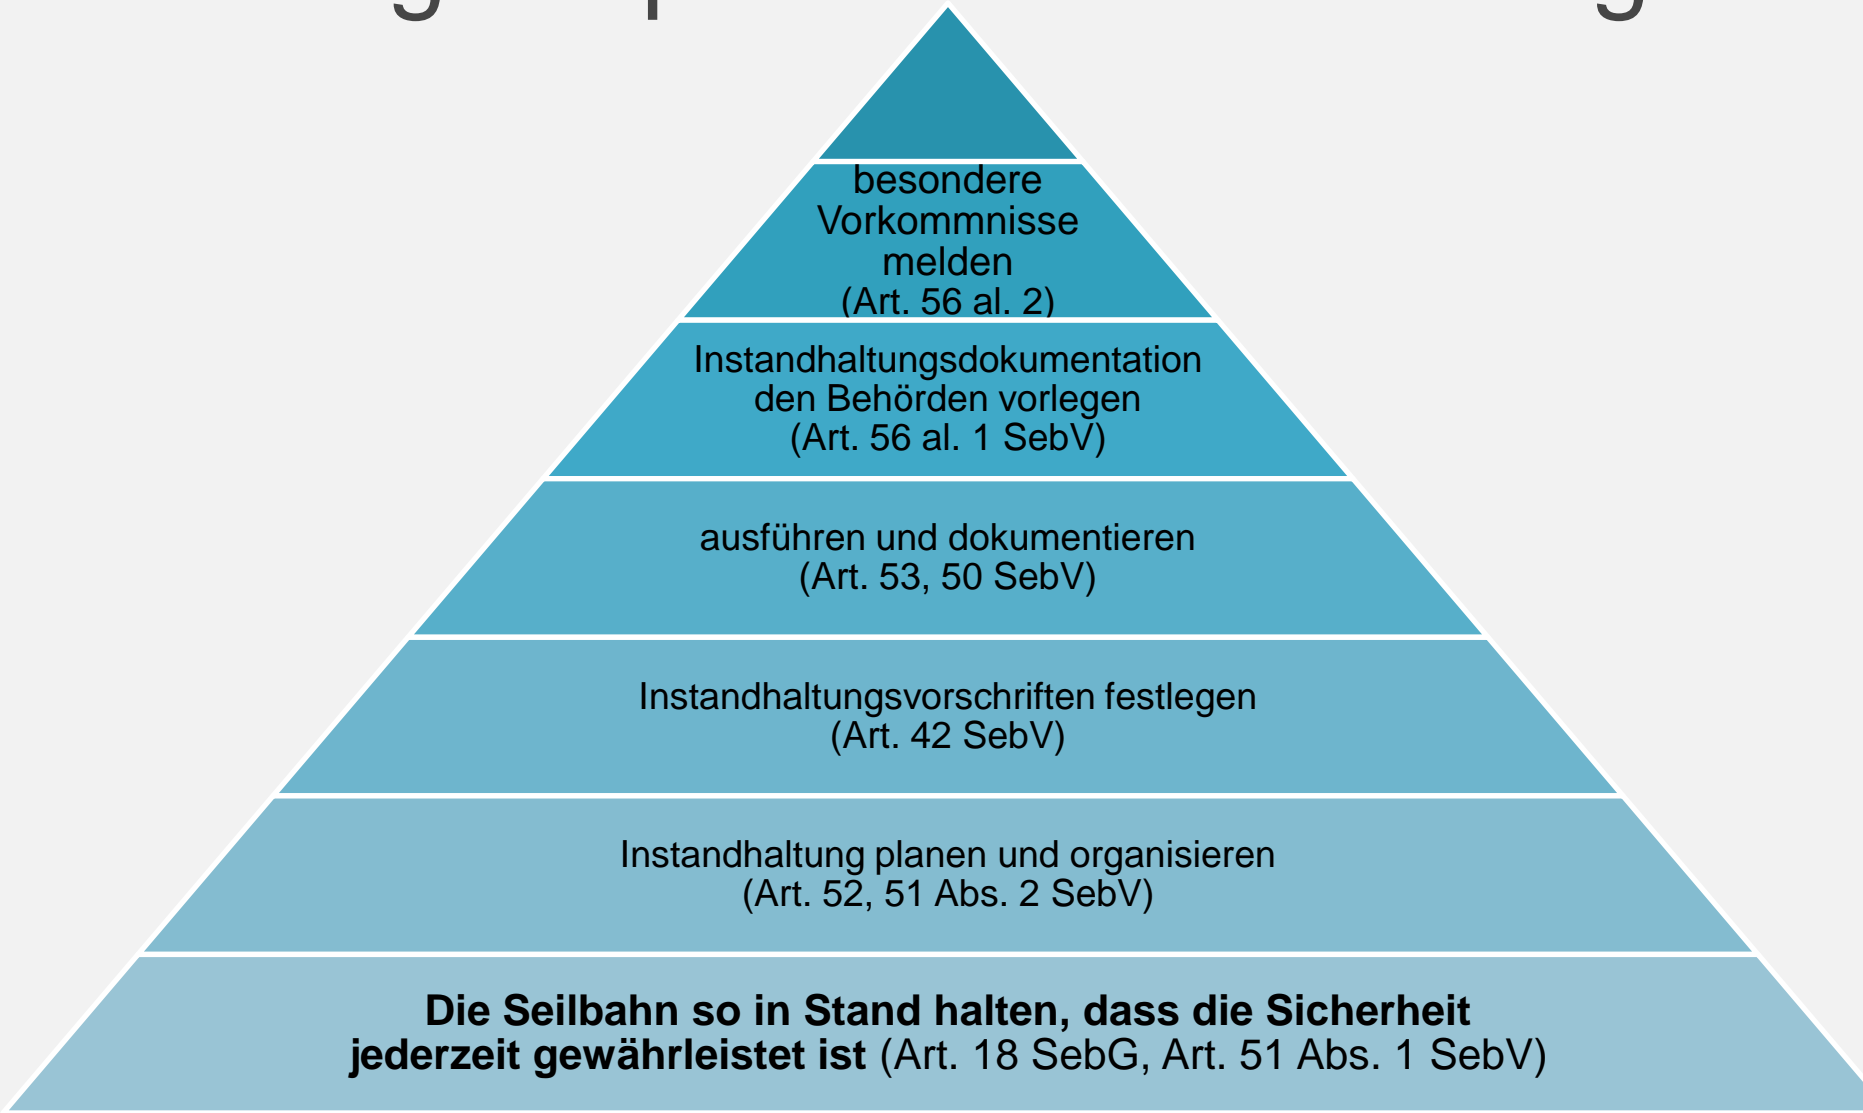 besondere
Vorkommnisse
melden
(Art. 56 al. 2)
Instandhaltungsdokumentation
den Behörden vorlegen
(Art. 56 al. 1 SebV)
ausführen und dokumentieren
(Art. 53, 50 SebV)
Instandhaltungsvorschriften festlegen
(Art. 42 SebV)
Instandhaltung planen und organisieren
(Art. 52, 51 Abs. 2 SebV)
Die Seilbahn so in Stand halten, dass die Sicherheit
jederzeit gewährleistet ist (Art. 18 SebG, Art. 51 Abs. 1 SebV)